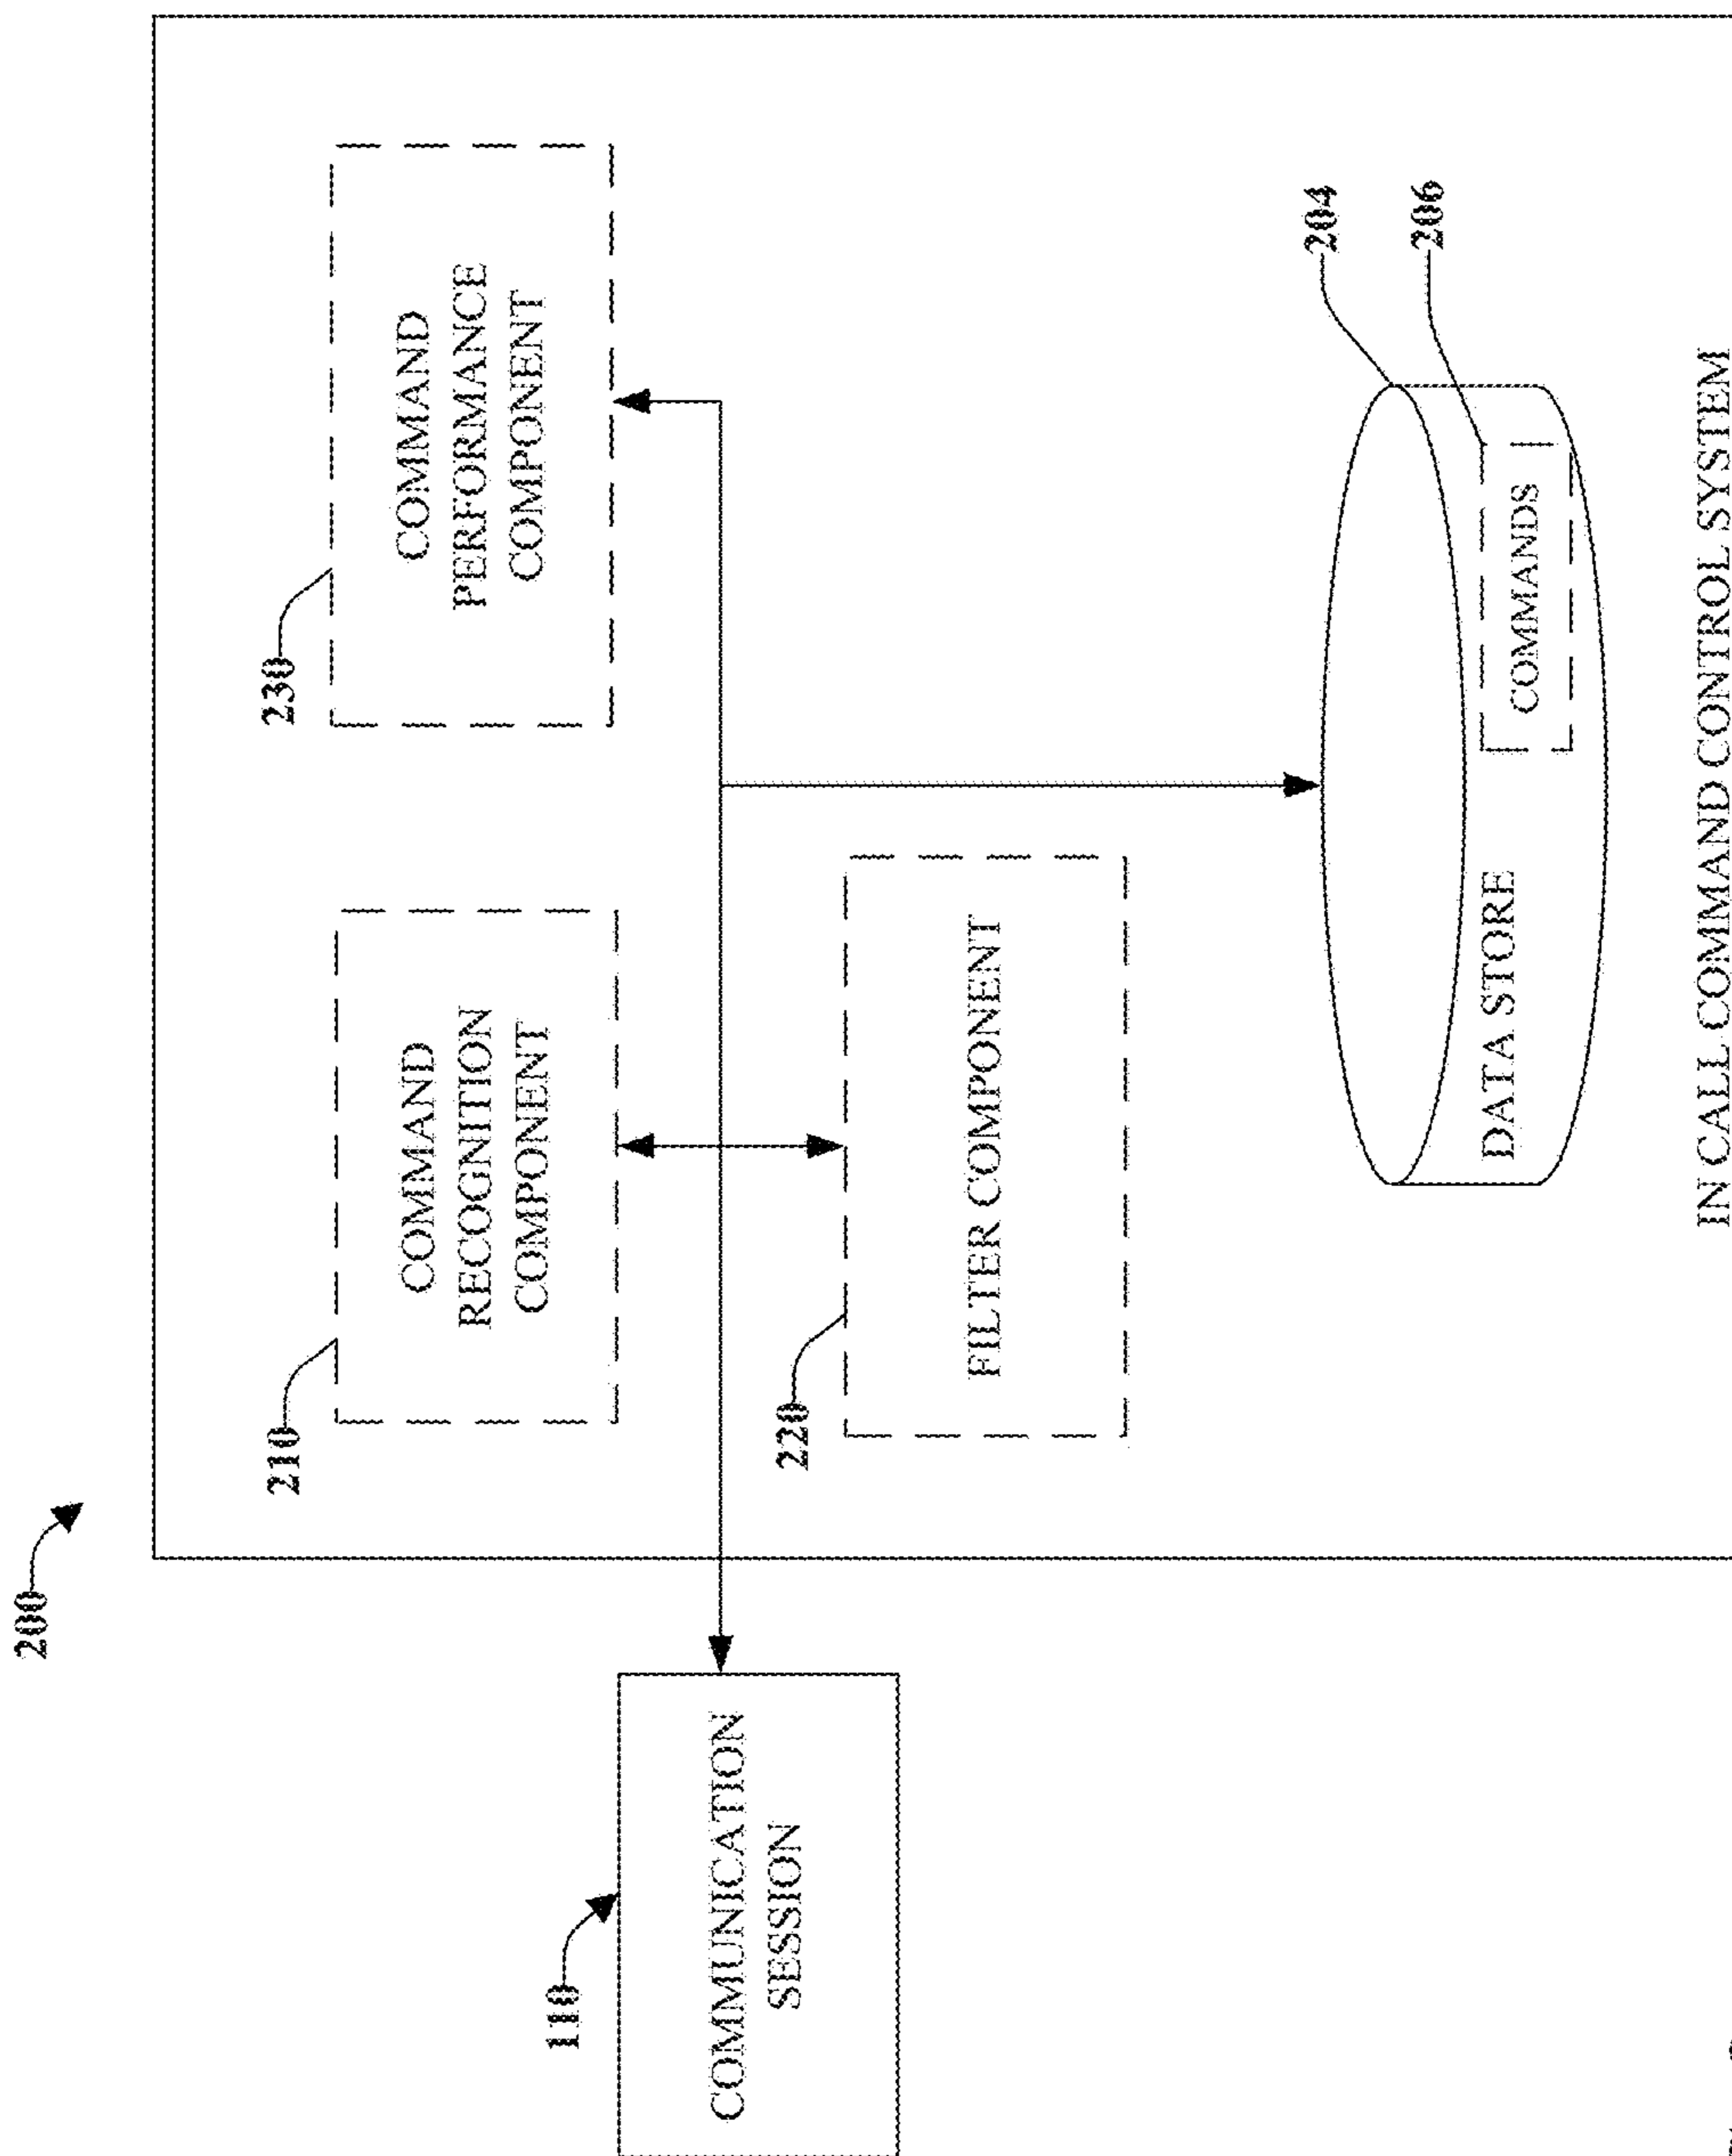 200
210
COMMAND
RECOGNITION
COMPONENT
230
COMMAND
PERFORMANCE
COMPONENT
110
COMMUNICATION
SESSION
220
FILTER COMPONENT
204
206
DATA STORE
COMMANDS
IN CALL COMMAND CONTROL SYSTEM